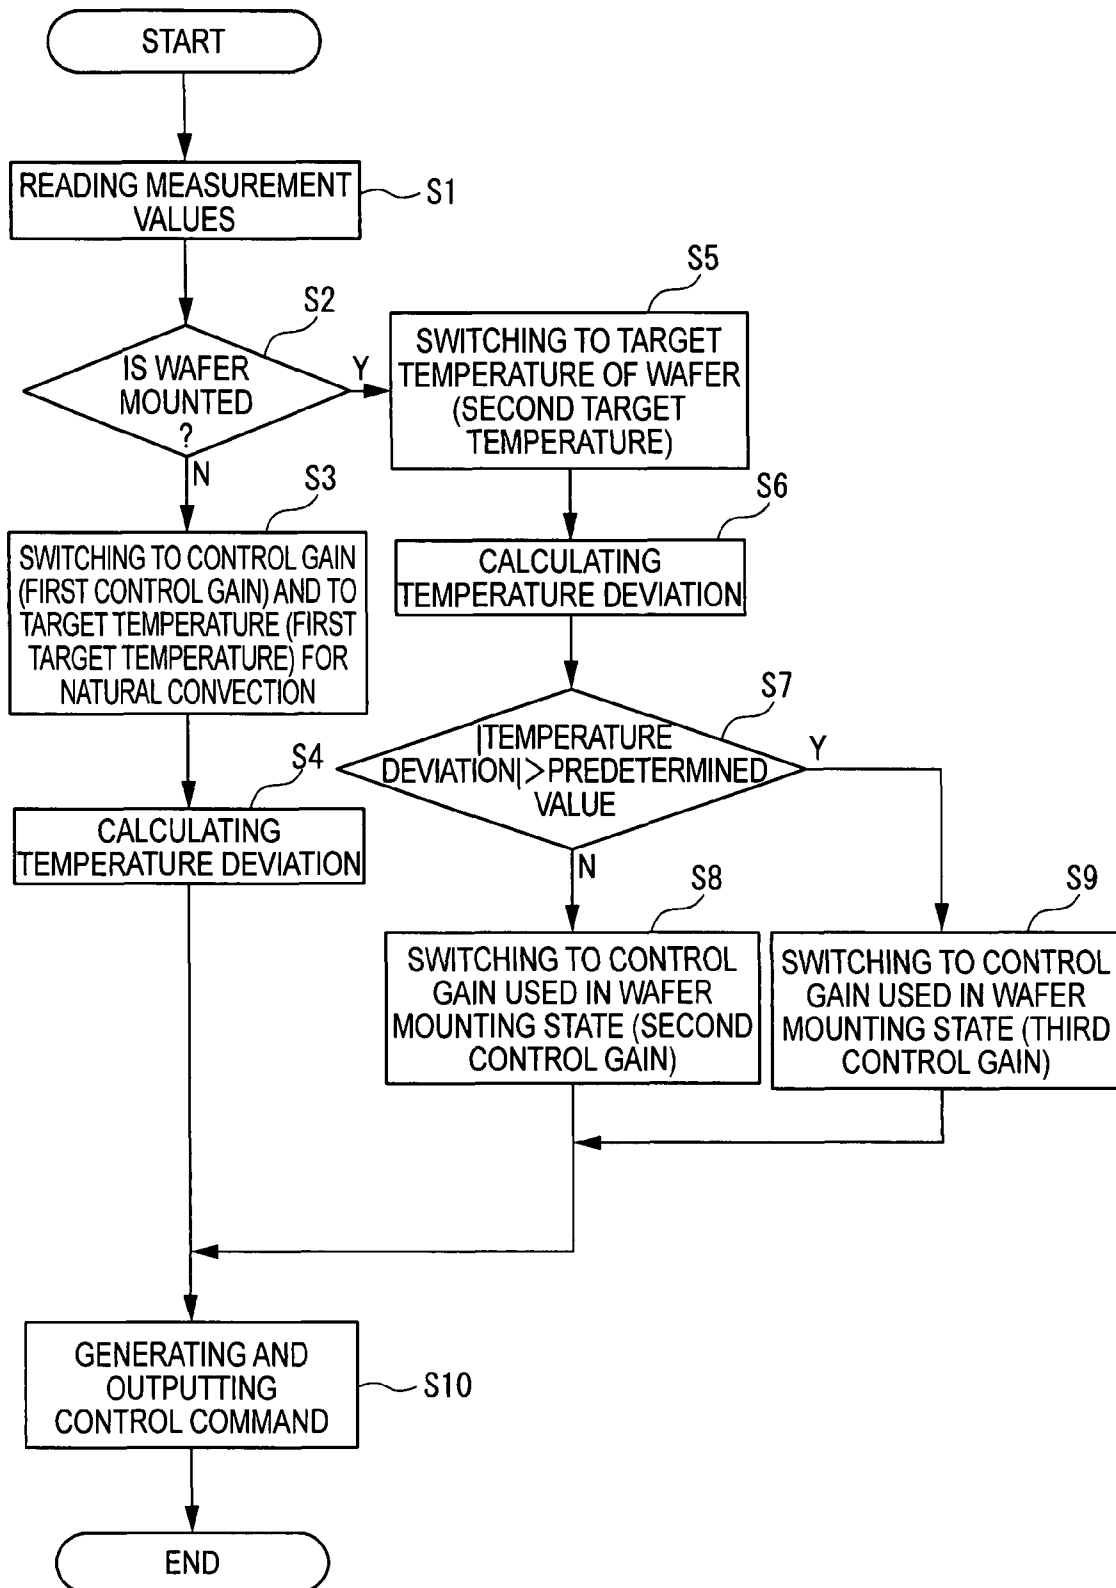 START
READING MEASUREMENT
VALUES
S1
S2
IS WAFER
MOUNTED
?
Y
N
S5
SWITCHING TO TARGET
TEMPERATURE OF WAFER
(SECOND TARGET
TEMPERATURE)
S3
SWITCHING TO CONTROL GAIN
(FIRST CONTROL GAIN) AND TO
TARGET TEMPERATURE (FIRST
TARGET TEMPERATURE) FOR
NATURAL CONVECTION
S6
CALCULATING
TEMPERATURE DEVIATION
S4
CALCULATING
TEMPERATURE DEVIATION
S7
|TEMPERATURE
DEVIATION|>PREDETERMINED
VALUE
Y
N
S8
SWITCHING TO CONTROL
GAIN USED IN WAFER
MOUNTING STATE (SECOND
CONTROL GAIN)
S9
SWITCHING TO CONTROL
GAIN USED IN WAFER
MOUNTING STATE (THIRD
CONTROL GAIN)
GENERATING AND
OUTPUTTING
CONTROL COMMAND
S10
END